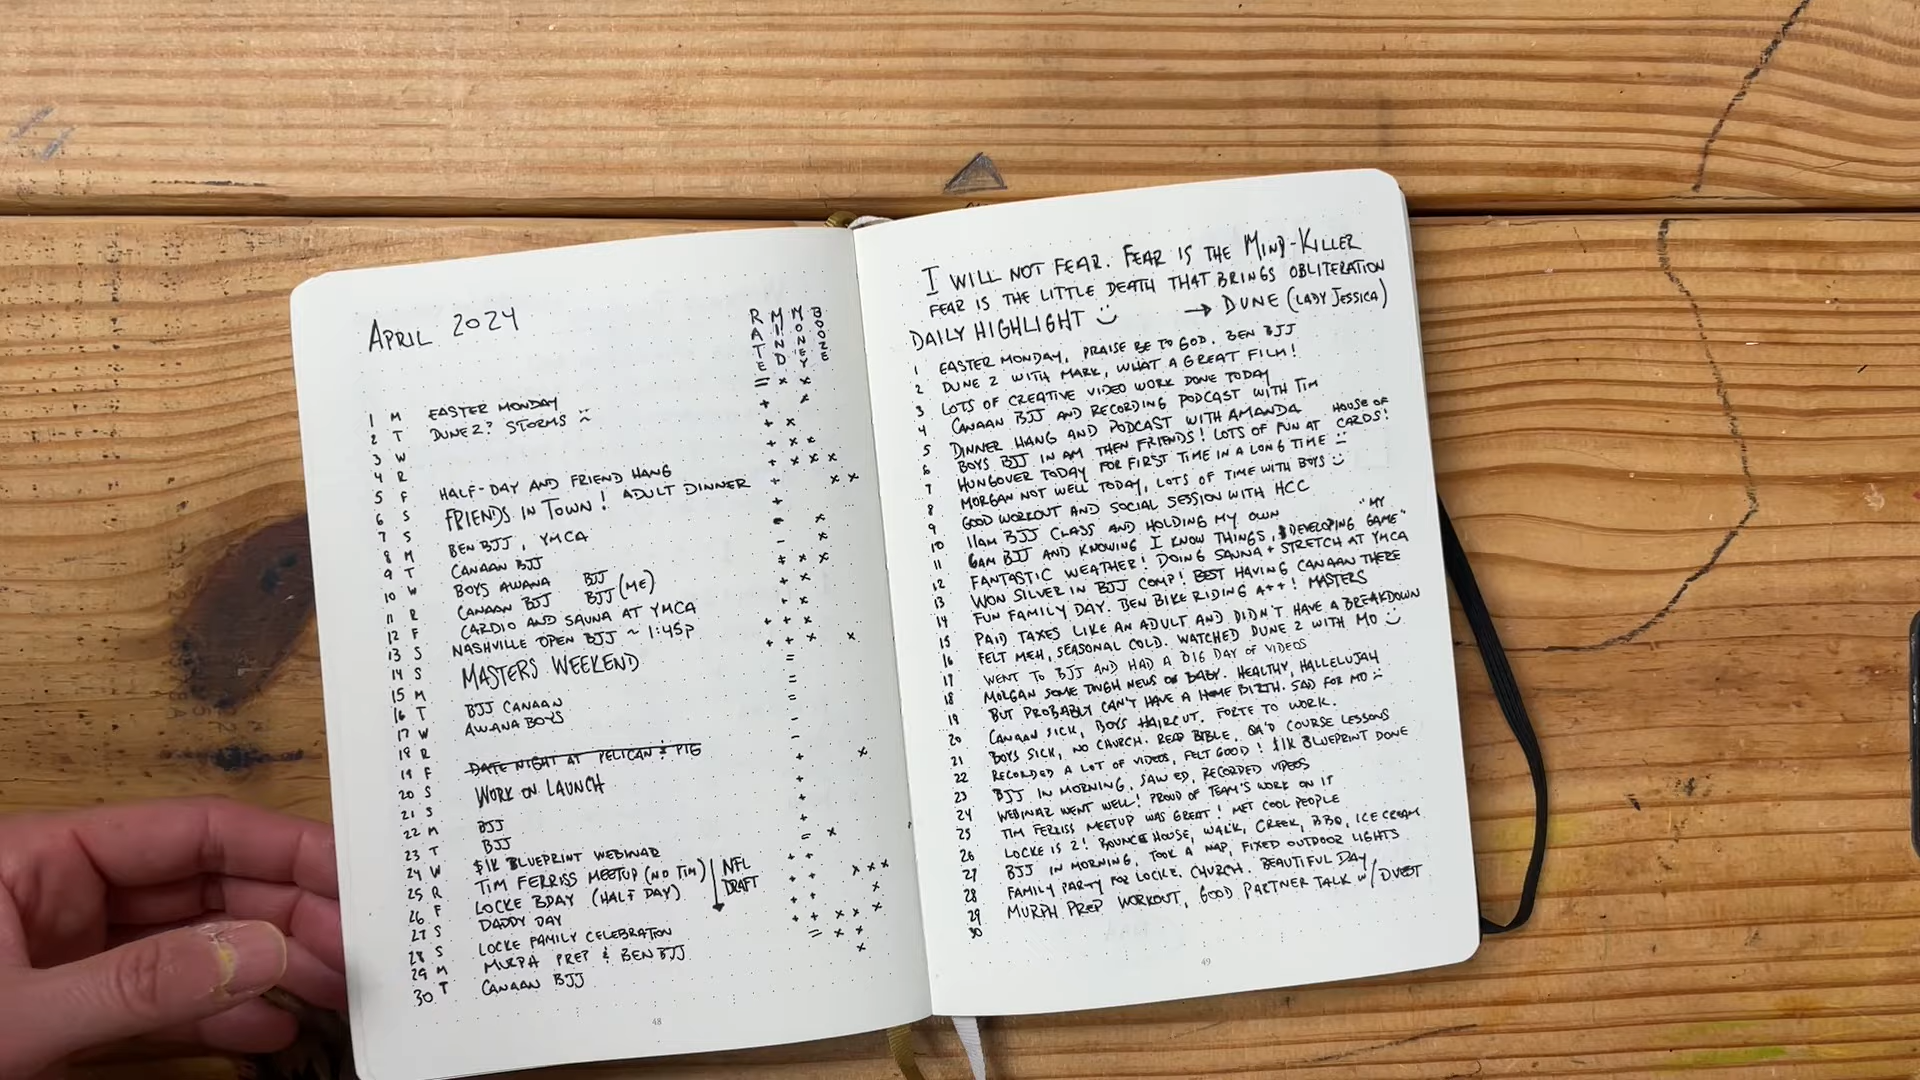 APRIL 2024
RATE MIND MONEY BOOZE
1 M EASTER MONDAY
2 T DUNE 2? STORMS
3 W
4 R
5 F HALF-DAY AND FRIEND HANG
6 S FRIENDS IN TOWN! ADULT DINNER
7 S
8 M BEN BJJ, YMCA
9 T CANAAN BJJ
10 W BOYS AWANA BJJ
11 R CANAAN BJJ BJJ (ME)
12 F CARDIO AND SAUNA AT YMCA
13 S NASHVILLE OPEN BJJ ~ 1:45P
14 S MASTERS WEEKEND
15 M
16 T BJJ CANAAN
17 W AWANA BOYS
18 R
19 F DATE NIGHT AT PELICAN & PIG
20 S WORK ON LAUNCH
21 S
22 M BJJ
23 T BJJ
24 W $1K BLUEPRINT WEBINAR
25 R TIM FERRISS MEETUP (NO TIM) NFL
26 F LOCKE BDAY (HALF DAY) DRAFT
27 S DADDY DAY
28 S LOCKE FAMILY CELEBRATION
29 M MURPH PREP & BEN BJJ
30 T CANAAN BJJ
48
I WILL NOT FEAR. FEAR IS THE MIND-KILLER
FEAR IS THE LITTLE DEATH THAT BRINGS OBLITERATION
→ DUNE (LADY JESSICA)
DAILY HIGHLIGHT
1 EASTER MONDAY, PRAISE BE TO GOD. BEN BJJ
2 DUNE 2 WITH MARK, WHAT A GREAT FILM!
3 LOTS OF CREATIVE VIDEO WORK DONE TODAY
4 CANAAN BJJ AND RECORDING PODCAST WITH TIM
5 DINNER HANG AND PODCAST WITH AMANDA
6 BOYS BJJ IN AM THEN FRIENDS! LOTS OF FUN AT HOUSE OF CARDS!
7 HUNGOVER TODAY FOR FIRST TIME IN A LONG TIME
8 MORGAN NOT WELL TODAY, LOTS OF TIME WITH BOYS
9 GOOD WORKOUT AND SOCIAL SESSION WITH HCC
10 11AM BJJ CLASS AND HOLDING MY OWN
11 6AM BJJ AND KNOWING I KNOW THINGS, DEVELOPING "MY GAME"
12 FANTASTIC WEATHER! DOING SAUNA + STRETCH AT YMCA
13 WON SILVER IN BJJ COMP! BEST HAVING CANAAN THERE
14 FUN FAMILY DAY. BEN BIKE RIDING A++! MASTERS
15 PAID TAXES LIKE AN ADULT AND DIDN'T HAVE A BREAKDOWN
16 FELT MEH, SEASONAL COLD. WATCHED DUNE 2 WITH MO
17 WENT TO BJJ AND HAD A BIG DAY OF VIDEOS
18 MORGAN SOME TOUGH NEWS BABY. HEALTHY, HALLELUJAH
19 BUT PROBABLY CAN'T HAVE A HOME BIRTH. SAD FOR MO
20 CANAAN SICK, BOYS HAIRCUT. FORTE TO WORK.
21 BOYS SICK, NO CHURCH. READ BIBLE. QA'D COURSE LESSONS
22 RECORDED A LOT OF VIDEOS, FELT GOOD! $1K BLUEPRINT DONE
23 BJJ IN MORNING, SAW ED, RECORDED VIDEOS
24 WEBINAR WENT WELL! PROUD OF TEAM'S WORK ON IT
25 TIM FERRISS MEETUP WAS GREAT! MET COOL PEOPLE
26 LOCKE IS 2! BOUNCE HOUSE, WALK, CREEK, BBQ, ICE CREAM
27 BJJ IN MORNING, TOOK A NAP, FIXED OUTDOOR LIGHTS
28 FAMILY PARTY FOR LOCKE. CHURCH. BEAUTIFUL DAY
29 MURPH PREP WORKOUT, GOOD PARTNER TALK w/
30
49